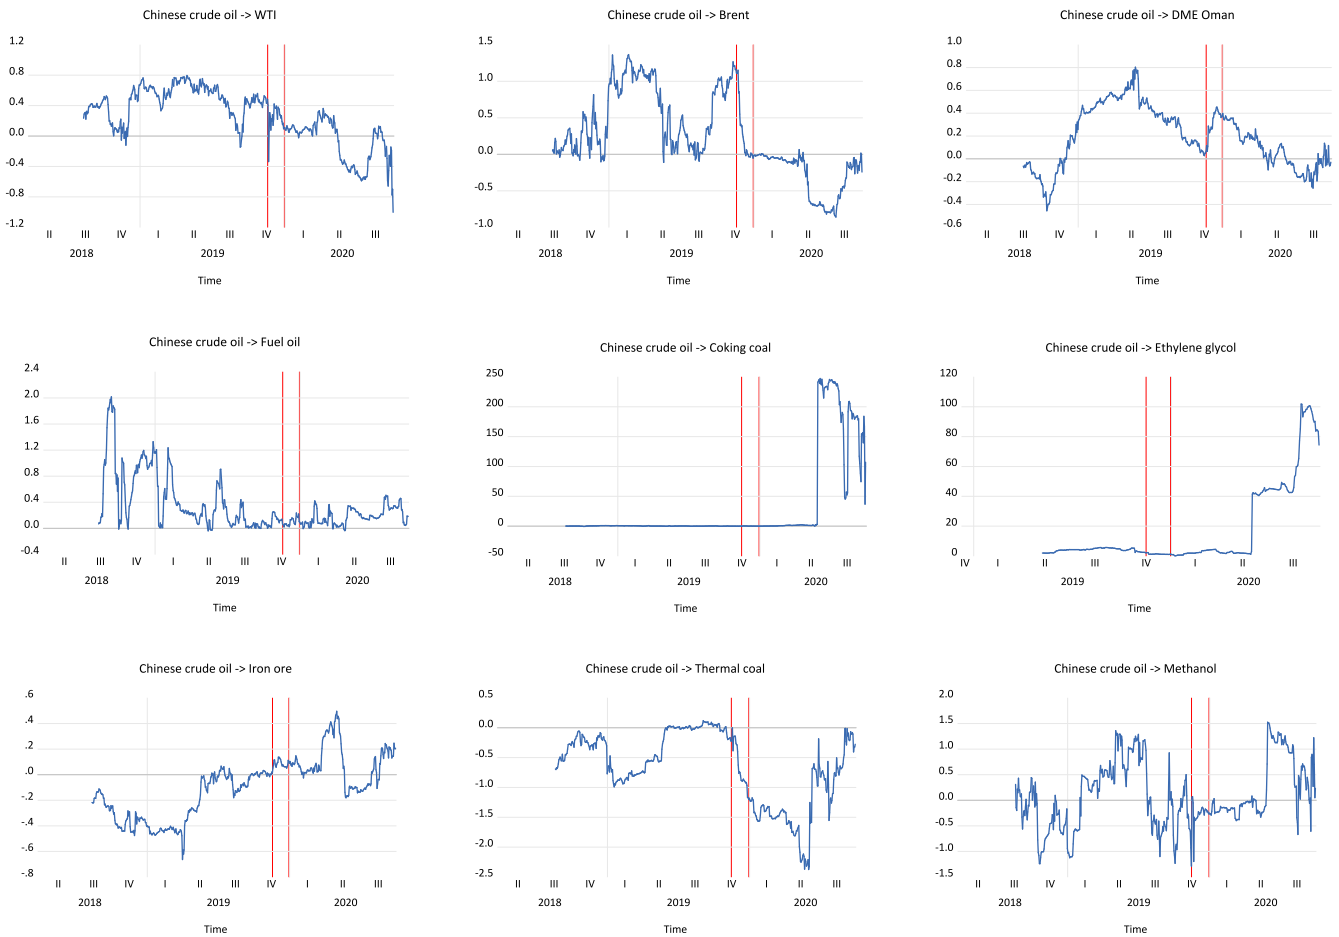 Chinese crude oil -> WTI
1.2
0.8
0.4
0.0
-0.4
-0.8
-1.2
II III IV I II III IV I II III
2018 2019 2020
Time
Chinese crude oil -> Brent
1.5
1.0
0.5
0.0
-0.5
-1.0
II III IV I II III IV I II III
2018 2019 2020
Time
Chinese crude oil -> DME Oman
1.0
0.8
0.6
0.4
0.2
0.0
-0.2
-0.4
-0.6
II III IV I II III IV I II III
2018 2019 2020
Time
Chinese crude oil -> Fuel oil
2.4
2.0
1.6
1.2
0.8
0.4
0.0
-0.4
II III IV I II III IV I II III
2018 2019 2020
Time
Chinese crude oil -> Coking coal
250
200
150
100
50
0
-50
II III IV I II III IV I II III
2018 2019 2020
Time
Chinese crude oil -> Ethylene glycol
120
100
80
60
40
20
0
IV I II III IV I II III
2019 2020
Time
Chinese crude oil -> Iron ore
.6
.4
.2
.0
-.2
-.4
-.6
-.8
II III IV I II III IV I II III
2018 2019 2020
Time
Chinese crude oil -> Thermal coal
0.5
0.0
-0.5
-1.0
-1.5
-2.0
-2.5
II III IV I II III IV I II III
2018 2019 2020
Time
Chinese crude oil -> Methanol
2.0
1.5
1.0
0.5
0.0
-0.5
-1.0
-1.5
II III IV I II III IV I II III
2018 2019 2020
Time